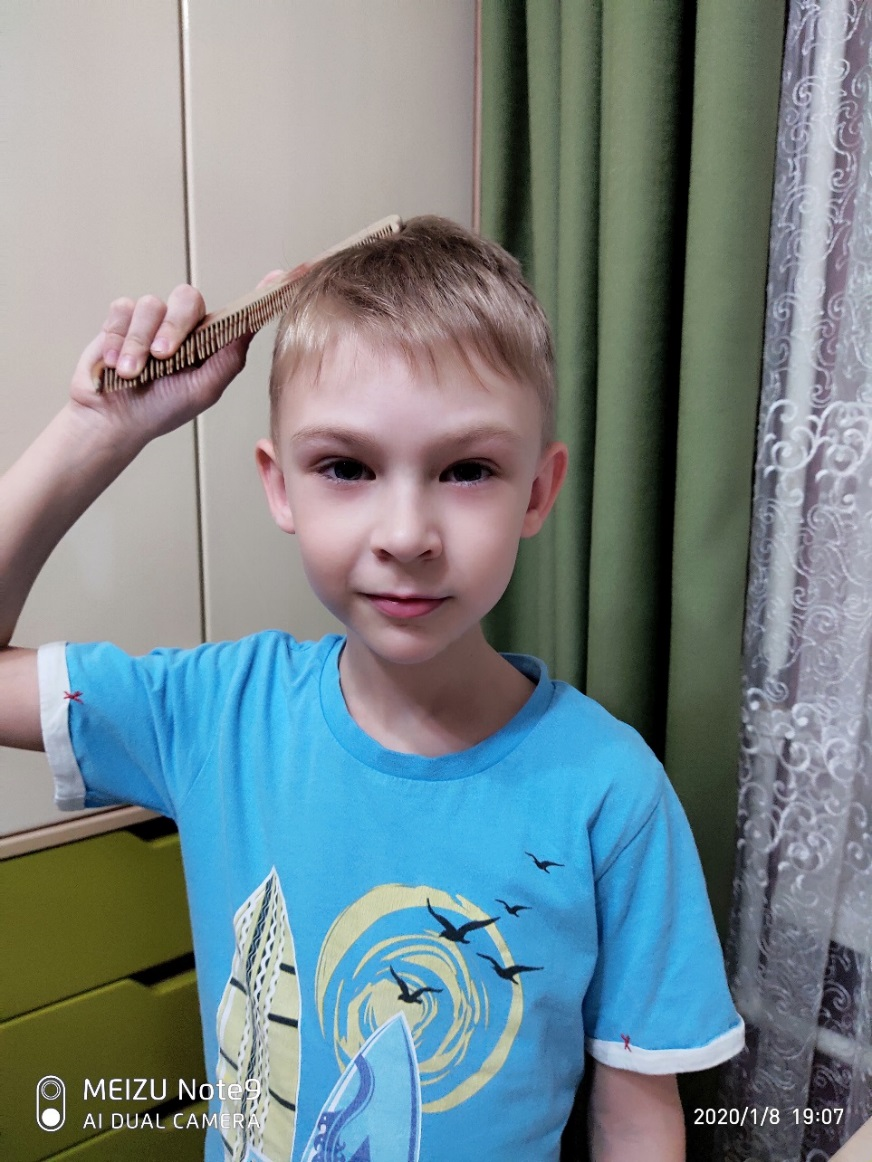 MEIZU Note9
AI DUAL CAMERA
2020/1/8 19:07